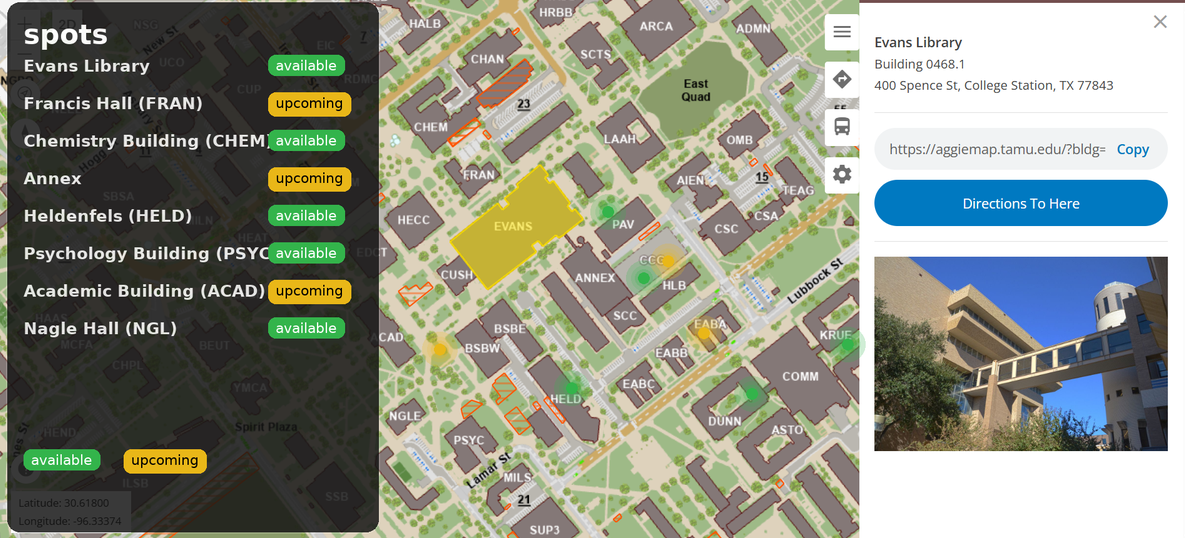 spots
Evans Library available
Francis Hall (FRAN) upcoming
Chemistry Building (CHEM) available
Annex upcoming
Heldenfels (HELD) available
Psychology Building (PSYC available
Academic Building (ACAD) upcoming
Nagle Hall (NGL) available
available upcoming
Latitude: 30.61800
Longitude: -96.33374
Spirit Plaza
UCO
CUP
SBSA
BEUT
YMCA
CHPL
MCFA
ILSB
SSB
HALB
HRBB
ARCA
ADMN
CHAN
SCTS
East
Quad
23
CHEM
LAAH
OMB
FRAN
AIEN
15
TEAG
HECC
EVANS
PAV
CSA
CSC
CCC
CUSH
ANNEX
HLB
Lubbock St
SCC
BSBE
EABA
KRUE
CAD
BSBW
EABB
COMM
EABC
HELD
NGLE
DUNN
ASTO
PSYC
Lamar St
MILS
21
SUP3
Evans Library
Building 0468.1
400 Spence St, College Station, TX 77843
https://aggiemap.tamu.edu/?bldg= Copy
Directions To Here